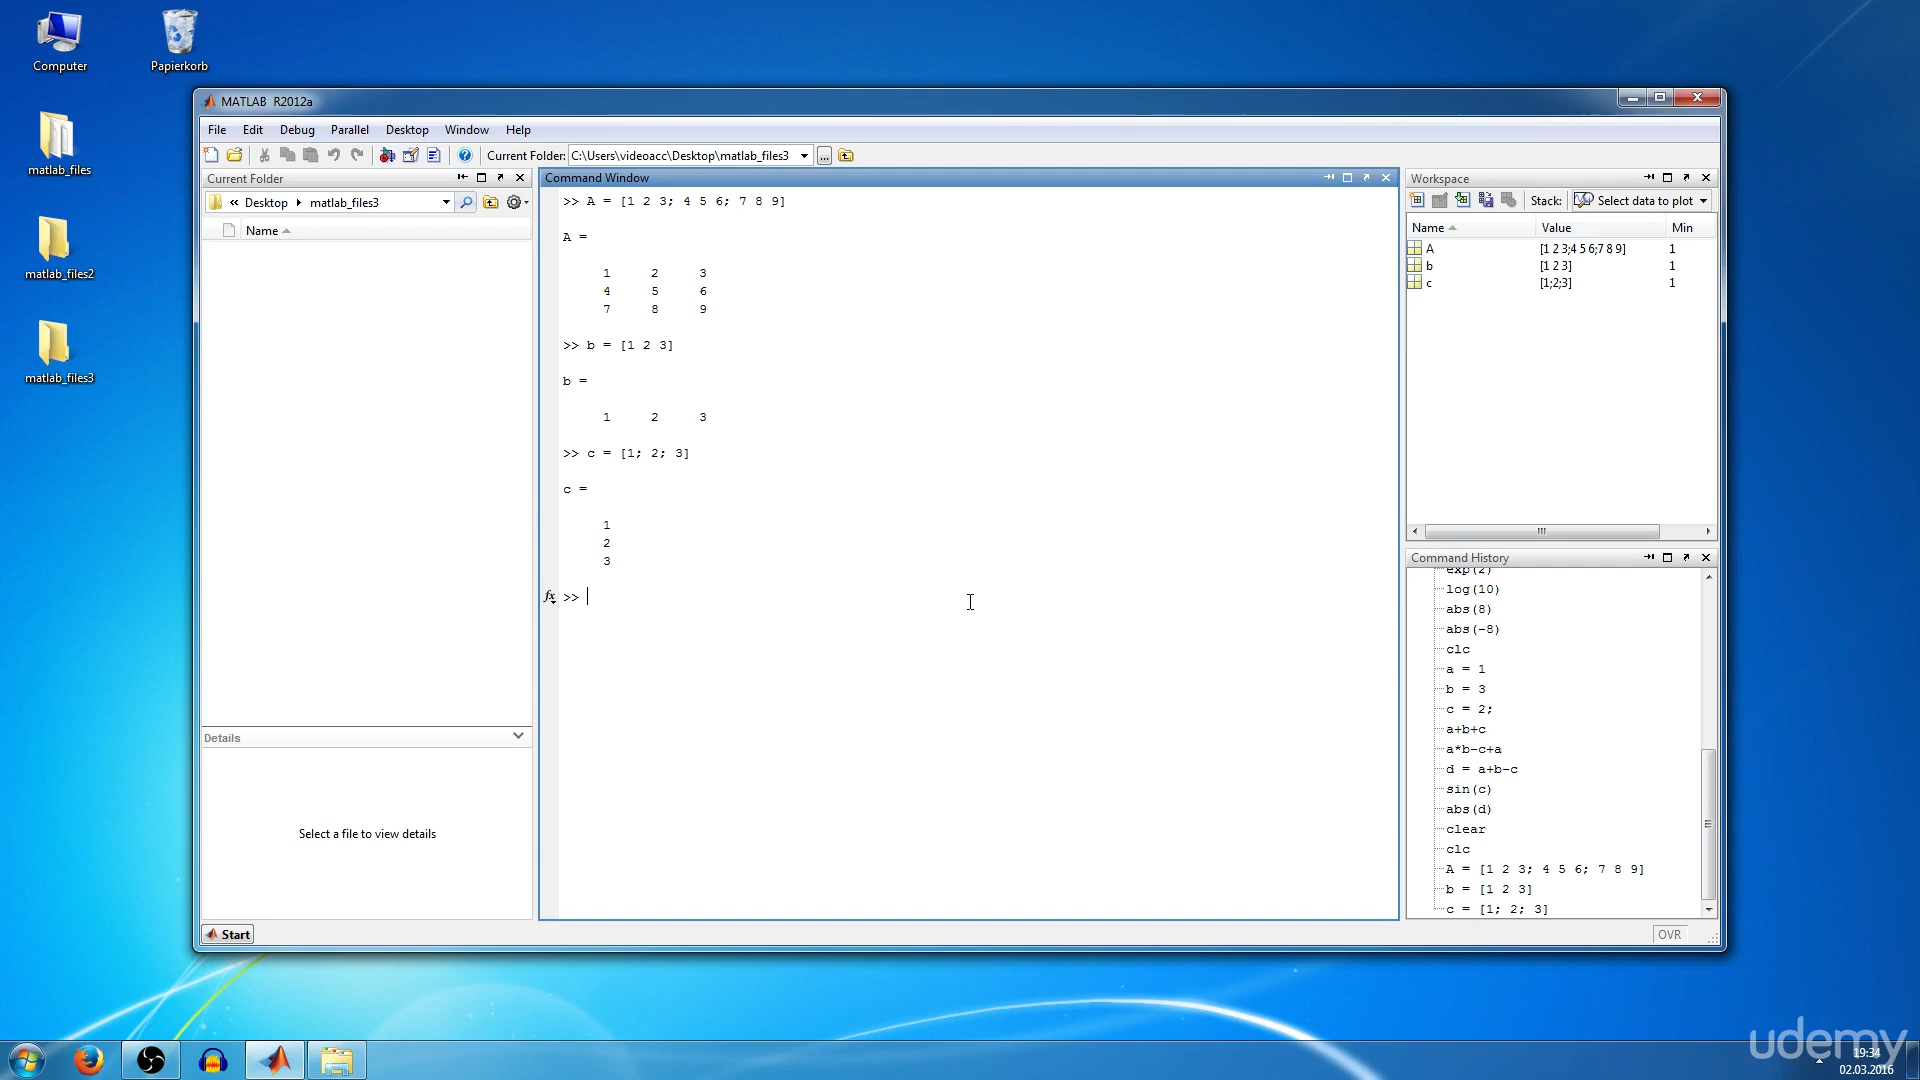 Computer
Papierkorb
matlab_files
matlab_files2
matlab_files3
MATLAB R2012a
File Edit Debug Parallel Desktop Window Help
Current Folder: C:\Users\videoacc\Desktop\matlab_files3 ...
Current Folder
« Desktop matlab_files3
Name
Details
Select a file to view details
Command Window
>> A = [1 2 3; 4 5 6; 7 8 9]
A =
1 2 3
4 5 6
7 8 9
>> b = [1 2 3]
b =
1 2 3
>> c = [1; 2; 3]
c =
1
2
3
fx >>
Workspace
Stack: Select data to plot
Name Value Min
A [1 2 3;4 5 6;7 8 9] 1
b [1 2 3] 1
c [1;2;3] 1
Command History
exp(2)
log(10)
abs(8)
abs(-8)
clc
a = 1
b = 3
c = 2;
a+b+c
a*b-c+a
d = a+b-c
sin(c)
abs(d)
clear
clc
A = [1 2 3; 4 5 6; 7 8 9]
b = [1 2 3]
c = [1; 2; 3]
Start
OVR
udemy
19:34
02.03.2016